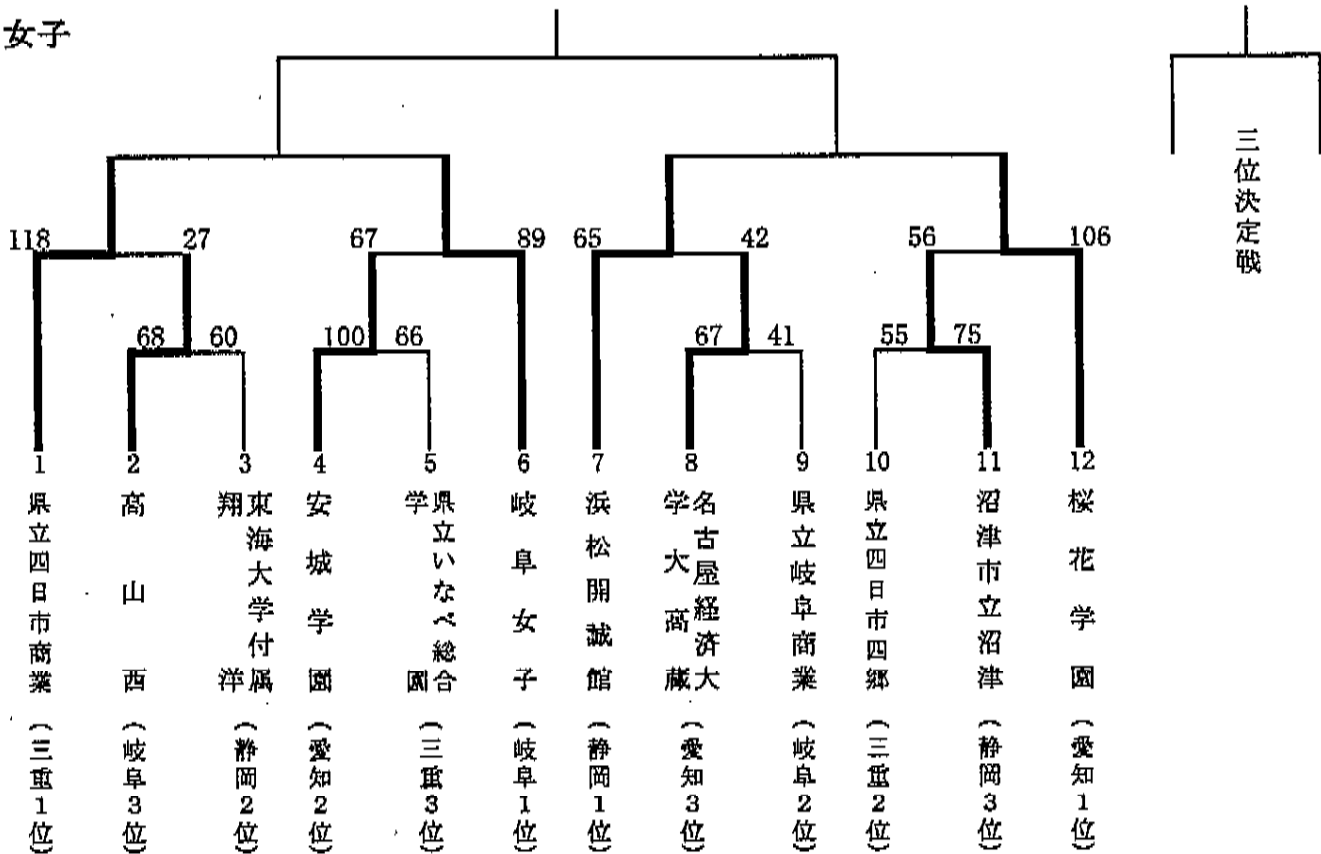 女子
三位決定戦
118 27 67 89 65 42 56 106
68 60 100 66 67 41 55 75
1 2 3 4 5 6 7 8 9 10 11 12
県立四日市商業(三重1位)
高山西(岐阜3位)
東海大学付属
翔洋(静岡2位)
安城学園(愛知2位)
県立いなべ総合
学園(三重3位)
岐阜女子(岐阜1位)
浜松開誠館(静岡1位)
名古屋経済大
学大高蔵(愛知3位)
県立岐阜商業(岐阜2位)
県立四日市四郷(三重2位)
沼津市立沼津(静岡3位)
桜花学園(愛知1位)